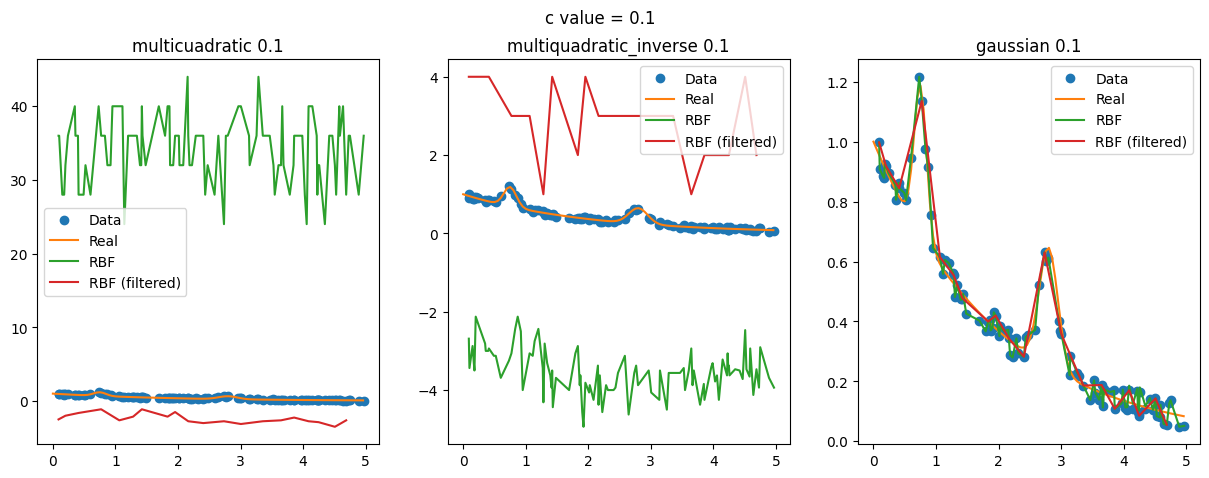 c value = 0.1
multicuadratic 0.1
40
30
20
10
0
0 1 2 3 4 5
Data
Real
RBF
RBF (filtered)
multiquadratic_inverse 0.1
4
2
0
−2
−4
0 1 2 3 4 5
Data
Real
RBF
RBF (filtered)
gaussian 0.1
1.2
1.0
0.8
0.6
0.4
0.2
0.0
0 1 2 3 4 5
Data
Real
RBF
RBF (filtered)